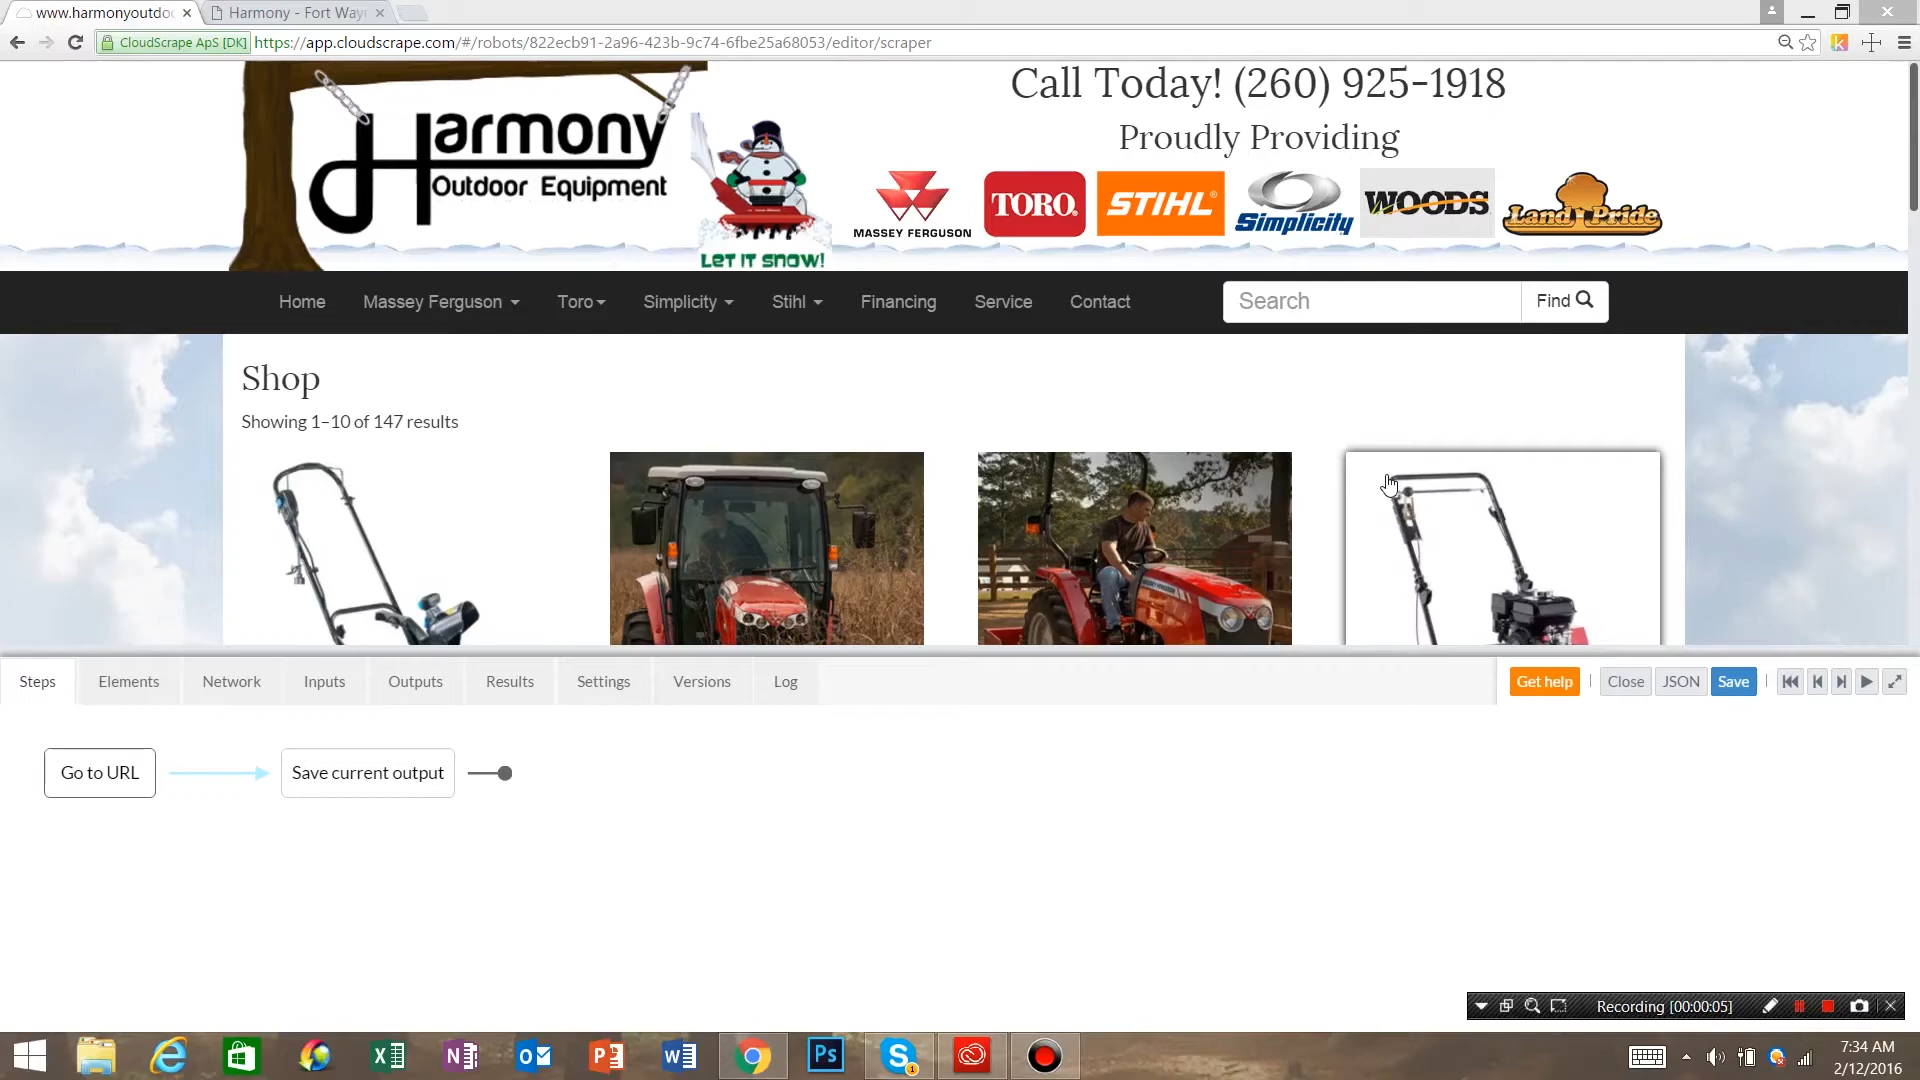 www.harmonyoutdo
Harmony - Fort Way
CloudScrape ApS [DK]
https://app.cloudscrape.com/#/robots/822ecb91-2a96-423b-9c74-6fbe25a68053/editor/scraper
Harmony
Outdoor Equipment
LET IT SNOW!
Call Today! (260) 925-1918
Proudly Providing
MASSEY FERGUSON
TORO.
STIHL®
Simplicity
WOODS
Land Pride
Home
Massey Ferguson
Toro
Simplicity
Stihl
Financing
Service
Contact
Search
Find
Shop
Showing 1–10 of 147 results
Steps
Elements
Network
Inputs
Outputs
Results
Settings
Versions
Log
Get help
Close
JSON
Save
Go to URL
Save current output
Recording [00:00:05]
Ps
1
7:34 AM
2/12/2016